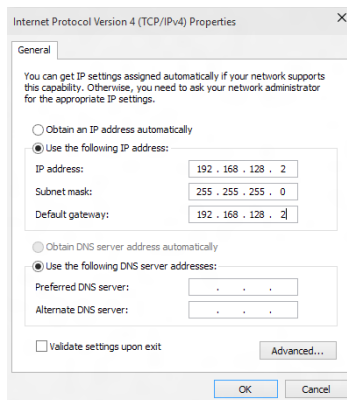 Internet Protocol Version 4 (TCP/IPv4) Properties
General
You can get IP settings assigned automatically if your network supports
this capability. Otherwise, you need to ask your network administrator
for the appropriate IP settings.
Obtain an IP address automatically
Use the following IP address:
IP address: 192 . 168 . 128 . 2
Subnet mask: 255 . 255 . 255 . 0
Default gateway: 192 . 168 . 128 . 2
Obtain DNS server address automatically
Use the following DNS server addresses:
Preferred DNS server: . . .
Alternate DNS server: . . .
Validate settings upon exit
Advanced...
OK Cancel